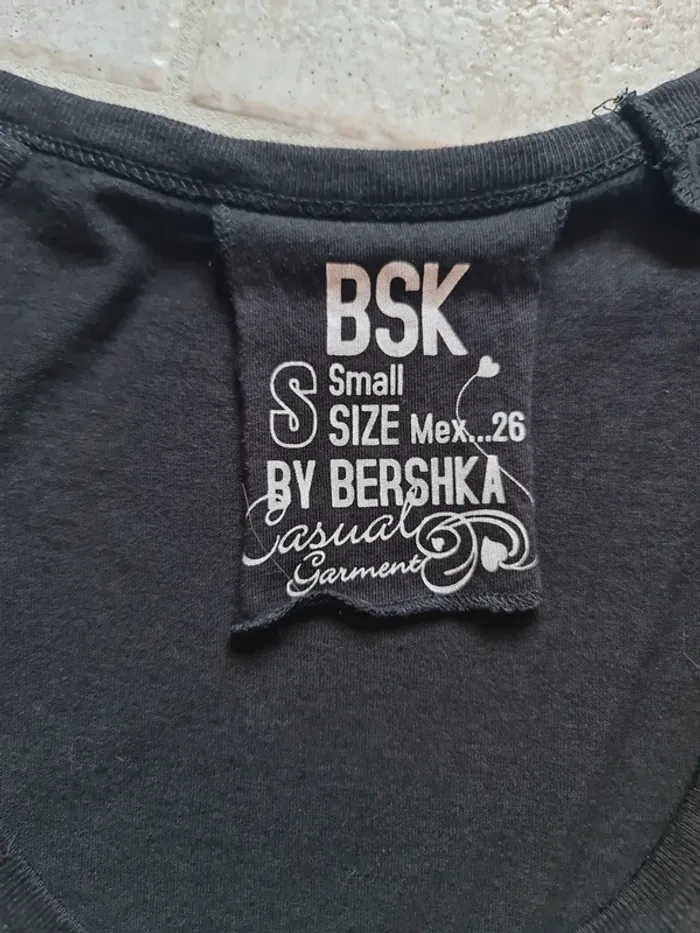 BSK
S Small
SIZE Mex...26
BY BERSHKA
Casual
Garment